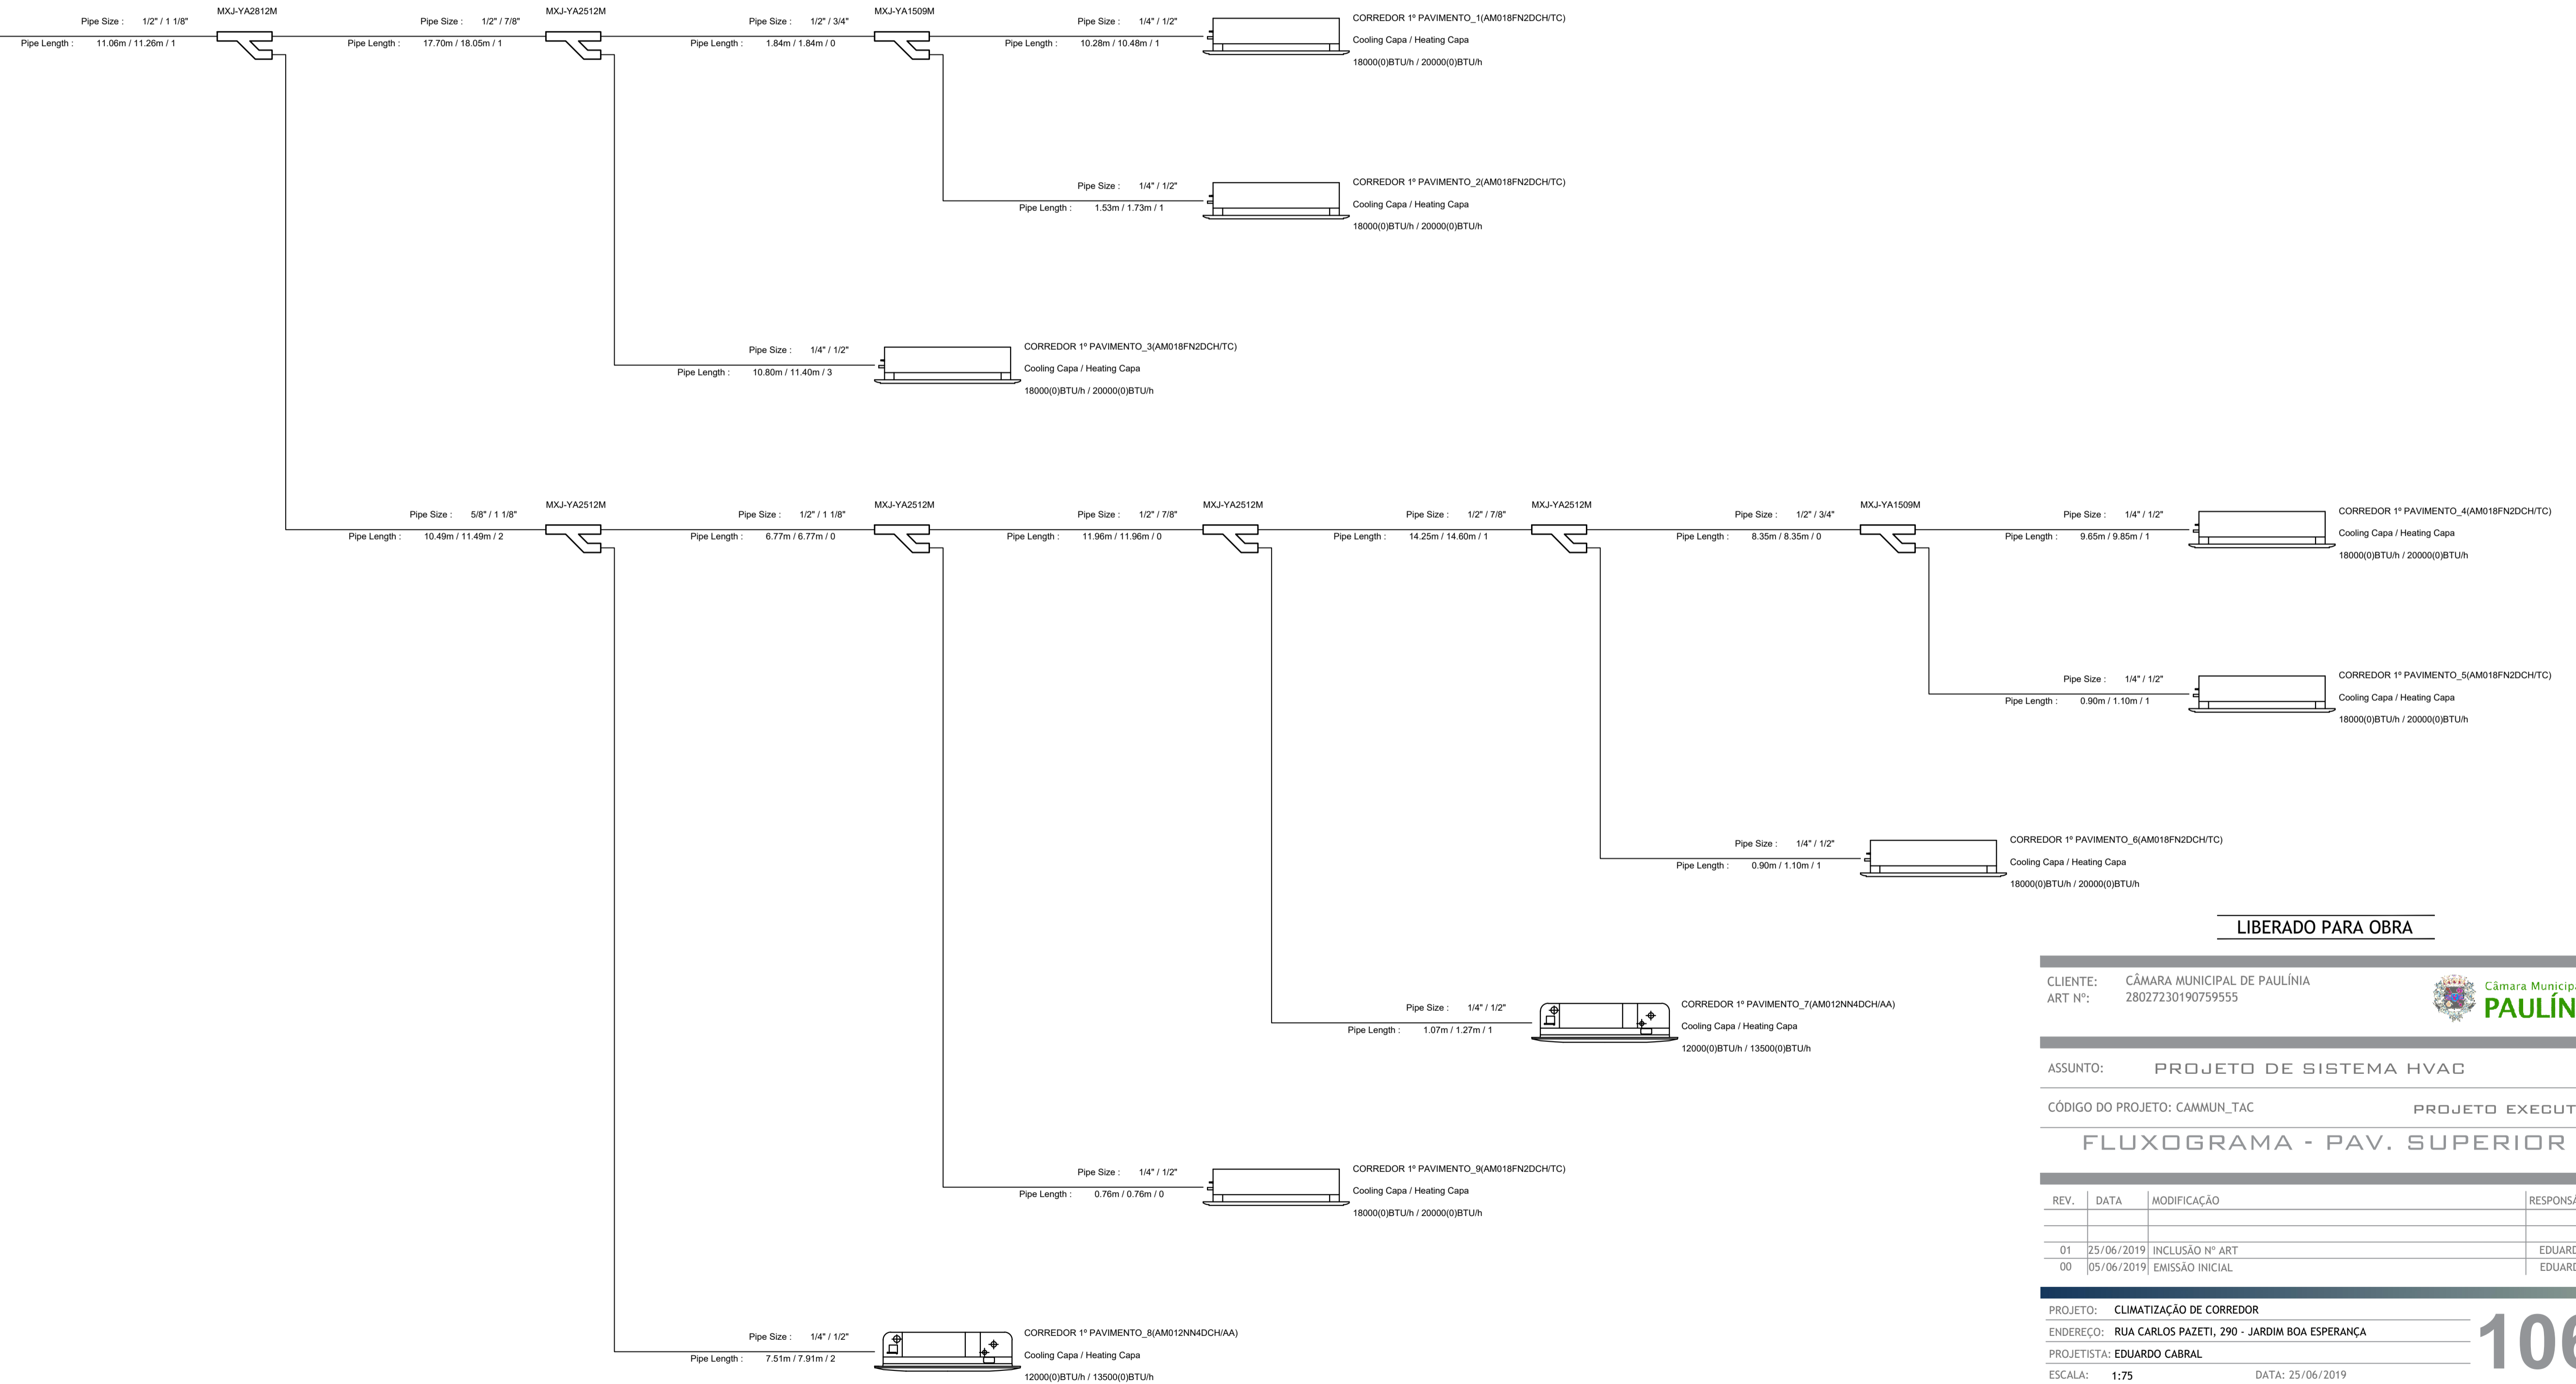 MXJ-YA2812M
MXJ-YA2512M
MXJ-YA1509M
Pipe Size : 1/2" / 1 1/8"
Pipe Length : 11.06m / 11.26m / 1
Pipe Size : 1/2" / 7/8"
Pipe Length : 17.70m / 18.05m / 1
Pipe Size : 1/2" / 3/4"
Pipe Length : 1.84m / 1.84m / 0
Pipe Size : 1/4" / 1/2"
Pipe Length : 10.28m / 10.48m / 1
CORREDOR 1º PAVIMENTO_1(AM018FN2DCH/TC)
Cooling Capa / Heating Capa
18000(0)BTU/h / 20000(0)BTU/h
Pipe Size : 1/4" / 1/2"
Pipe Length : 1.53m / 1.73m / 1
CORREDOR 1º PAVIMENTO_2(AM018FN2DCH/TC)
Cooling Capa / Heating Capa
18000(0)BTU/h / 20000(0)BTU/h
Pipe Size : 1/4" / 1/2"
Pipe Length : 10.80m / 11.40m / 3
CORREDOR 1º PAVIMENTO_3(AM018FN2DCH/TC)
Cooling Capa / Heating Capa
18000(0)BTU/h / 20000(0)BTU/h
MXJ-YA2512M
MXJ-YA2512M
MXJ-YA2512M
MXJ-YA2512M
MXJ-YA1509M
Pipe Size : 5/8" / 1 1/8"
Pipe Length : 10.49m / 11.49m / 2
Pipe Size : 1/2" / 1 1/8"
Pipe Length : 6.77m / 6.77m / 0
Pipe Size : 1/2" / 7/8"
Pipe Length : 11.96m / 11.96m / 0
Pipe Size : 1/2" / 7/8"
Pipe Length : 14.25m / 14.60m / 1
Pipe Size : 1/2" / 3/4"
Pipe Length : 8.35m / 8.35m / 0
Pipe Size : 1/4" / 1/2"
Pipe Length : 9.65m / 9.85m / 1
CORREDOR 1º PAVIMENTO_4(AM018FN2DCH/TC)
Cooling Capa / Heating Capa
18000(0)BTU/h / 20000(0)BTU/h
Pipe Size : 1/4" / 1/2"
Pipe Length : 0.90m / 1.10m / 1
CORREDOR 1º PAVIMENTO_5(AM018FN2DCH/TC)
Cooling Capa / Heating Capa
18000(0)BTU/h / 20000(0)BTU/h
Pipe Size : 1/4" / 1/2"
Pipe Length : 0.90m / 1.10m / 1
CORREDOR 1º PAVIMENTO_6(AM018FN2DCH/TC)
Cooling Capa / Heating Capa
18000(0)BTU/h / 20000(0)BTU/h
Pipe Size : 1/4" / 1/2"
Pipe Length : 1.07m / 1.27m / 1
CORREDOR 1º PAVIMENTO_7(AM012NN4DCH/AA)
Cooling Capa / Heating Capa
12000(0)BTU/h / 13500(0)BTU/h
Pipe Size : 1/4" / 1/2"
Pipe Length : 0.76m / 0.76m / 0
CORREDOR 1º PAVIMENTO_9(AM018FN2DCH/TC)
Cooling Capa / Heating Capa
18000(0)BTU/h / 20000(0)BTU/h
Pipe Size : 1/4" / 1/2"
Pipe Length : 7.51m / 7.91m / 2
CORREDOR 1º PAVIMENTO_8(AM012NN4DCH/AA)
Cooling Capa / Heating Capa
12000(0)BTU/h / 13500(0)BTU/h
LIBERADO PARA OBRA
CLIENTE: CÂMARA MUNICIPAL DE PAULÍNIA
ART Nº: 28027230190759555
Câmara Municipa
PAULÍN
ASSUNTO: PROJETO DE SISTEMA HVAC
CÓDIGO DO PROJETO: CAMMUN_TAC PROJETO EXECUT
FLUXOGRAMA - PAV. SUPERIOR
REV. DATA MODIFICAÇÃO RESPONSÁ
01 25/06/2019 INCLUSÃO Nº ART EDUARD
00 05/06/2019 EMISSÃO INICIAL EDUARD
PROJETO: CLIMATIZAÇÃO DE CORREDOR
ENDEREÇO: RUA CARLOS PAZETI, 290 - JARDIM BOA ESPERANÇA
PROJETISTA: EDUARDO CABRAL
ESCALA: 1:75 DATA: 25/06/2019
106